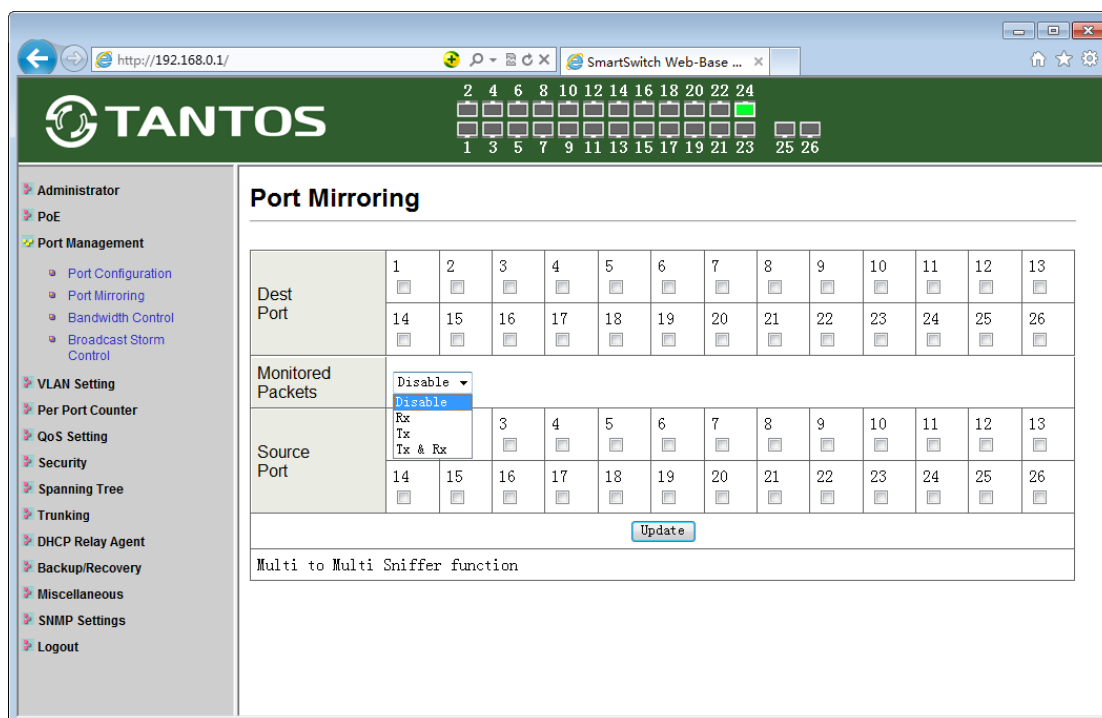 http://192.168.0.1/
SmartSwitch Web-Base ...
TANTOS
2 4 6 8 10 12 14 16 18 20 22 24
1 3 5 7 9 11 13 15 17 19 21 23 25 26
Administrator
PoE
Port Management
Port Configuration
Port Mirroring
Bandwidth Control
Broadcast Storm
Control
VLAN Setting
Per Port Counter
QoS Setting
Security
Spanning Tree
Trunking
DHCP Relay Agent
Backup/Recovery
Miscellaneous
SNMP Settings
Logout
Port Mirroring
Dest
Port
1 2 3 4 5 6 7 8 9 10 11 12 13
14 15 16 17 18 19 20 21 22 23 24 25 26
Monitored
Packets
Disable
Disable
Rx
Tx
Tx & Rx
Source
Port
3 4 5 6 7 8 9 10 11 12 13
14 15 16 17 18 19 20 21 22 23 24 25 26
Update
Multi to Multi Sniffer function